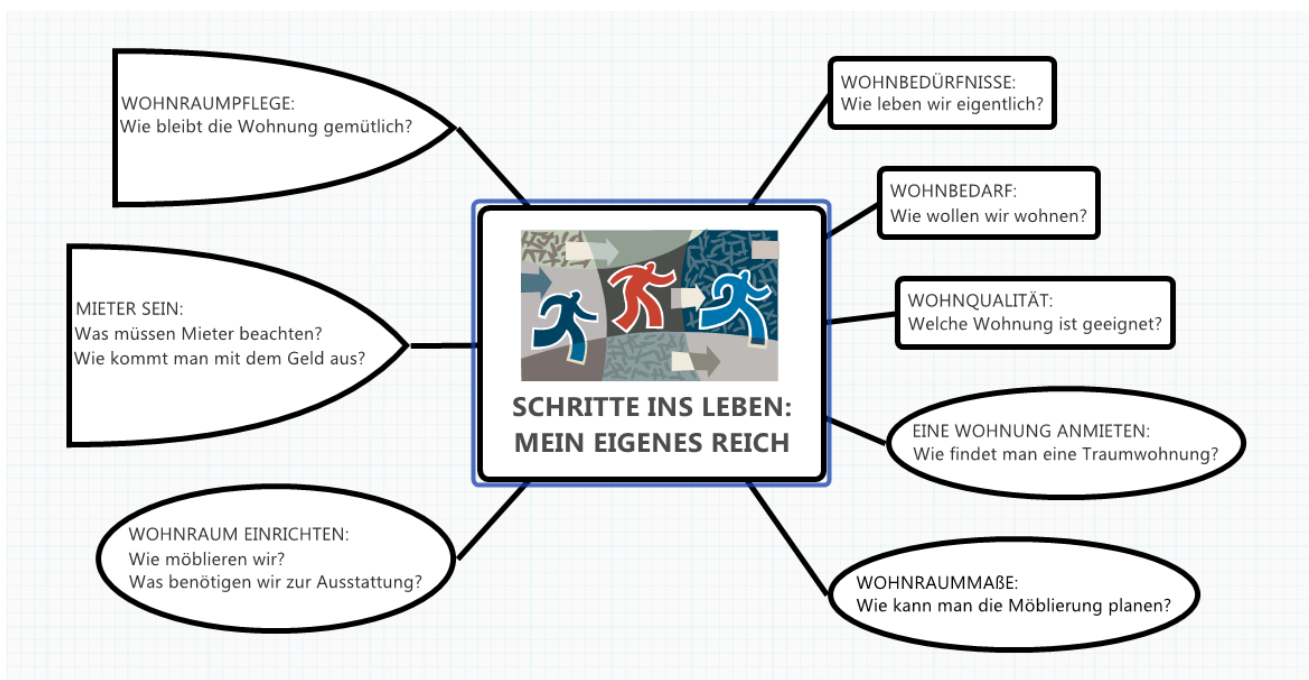 WOHNRAUMPFLEGE:
Wie bleibt die Wohnung gemütlich?
MIETER SEIN:
Was müssen Mieter beachten?
Wie kommt man mit dem Geld aus?
WOHNRAUM EINRICHTEN:
Wie möblieren wir?
Was benötigen wir zur Ausstattung?
SCHRITTE INS LEBEN:
MEIN EIGENES REICH
WOHNBEDÜRFNISSE:
Wie leben wir eigentlich?
WOHNBEDARF:
Wie wollen wir wohnen?
WOHNQUALITÄT:
Welche Wohnung ist geeignet?
EINE WOHNUNG ANMIETEN:
Wie findet man eine Traumwohnung?
WOHNRAUMMAßE:
Wie kann man die Möblierung planen?